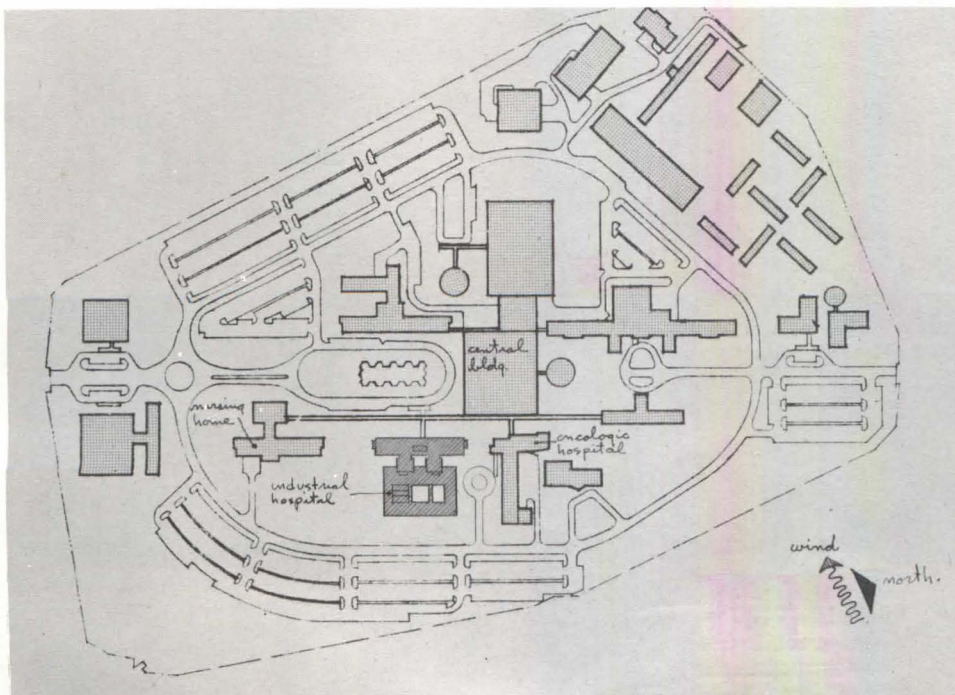 central
bldg.
nursing
home
oncologic
hospital
industrial
hospital
wind
north.